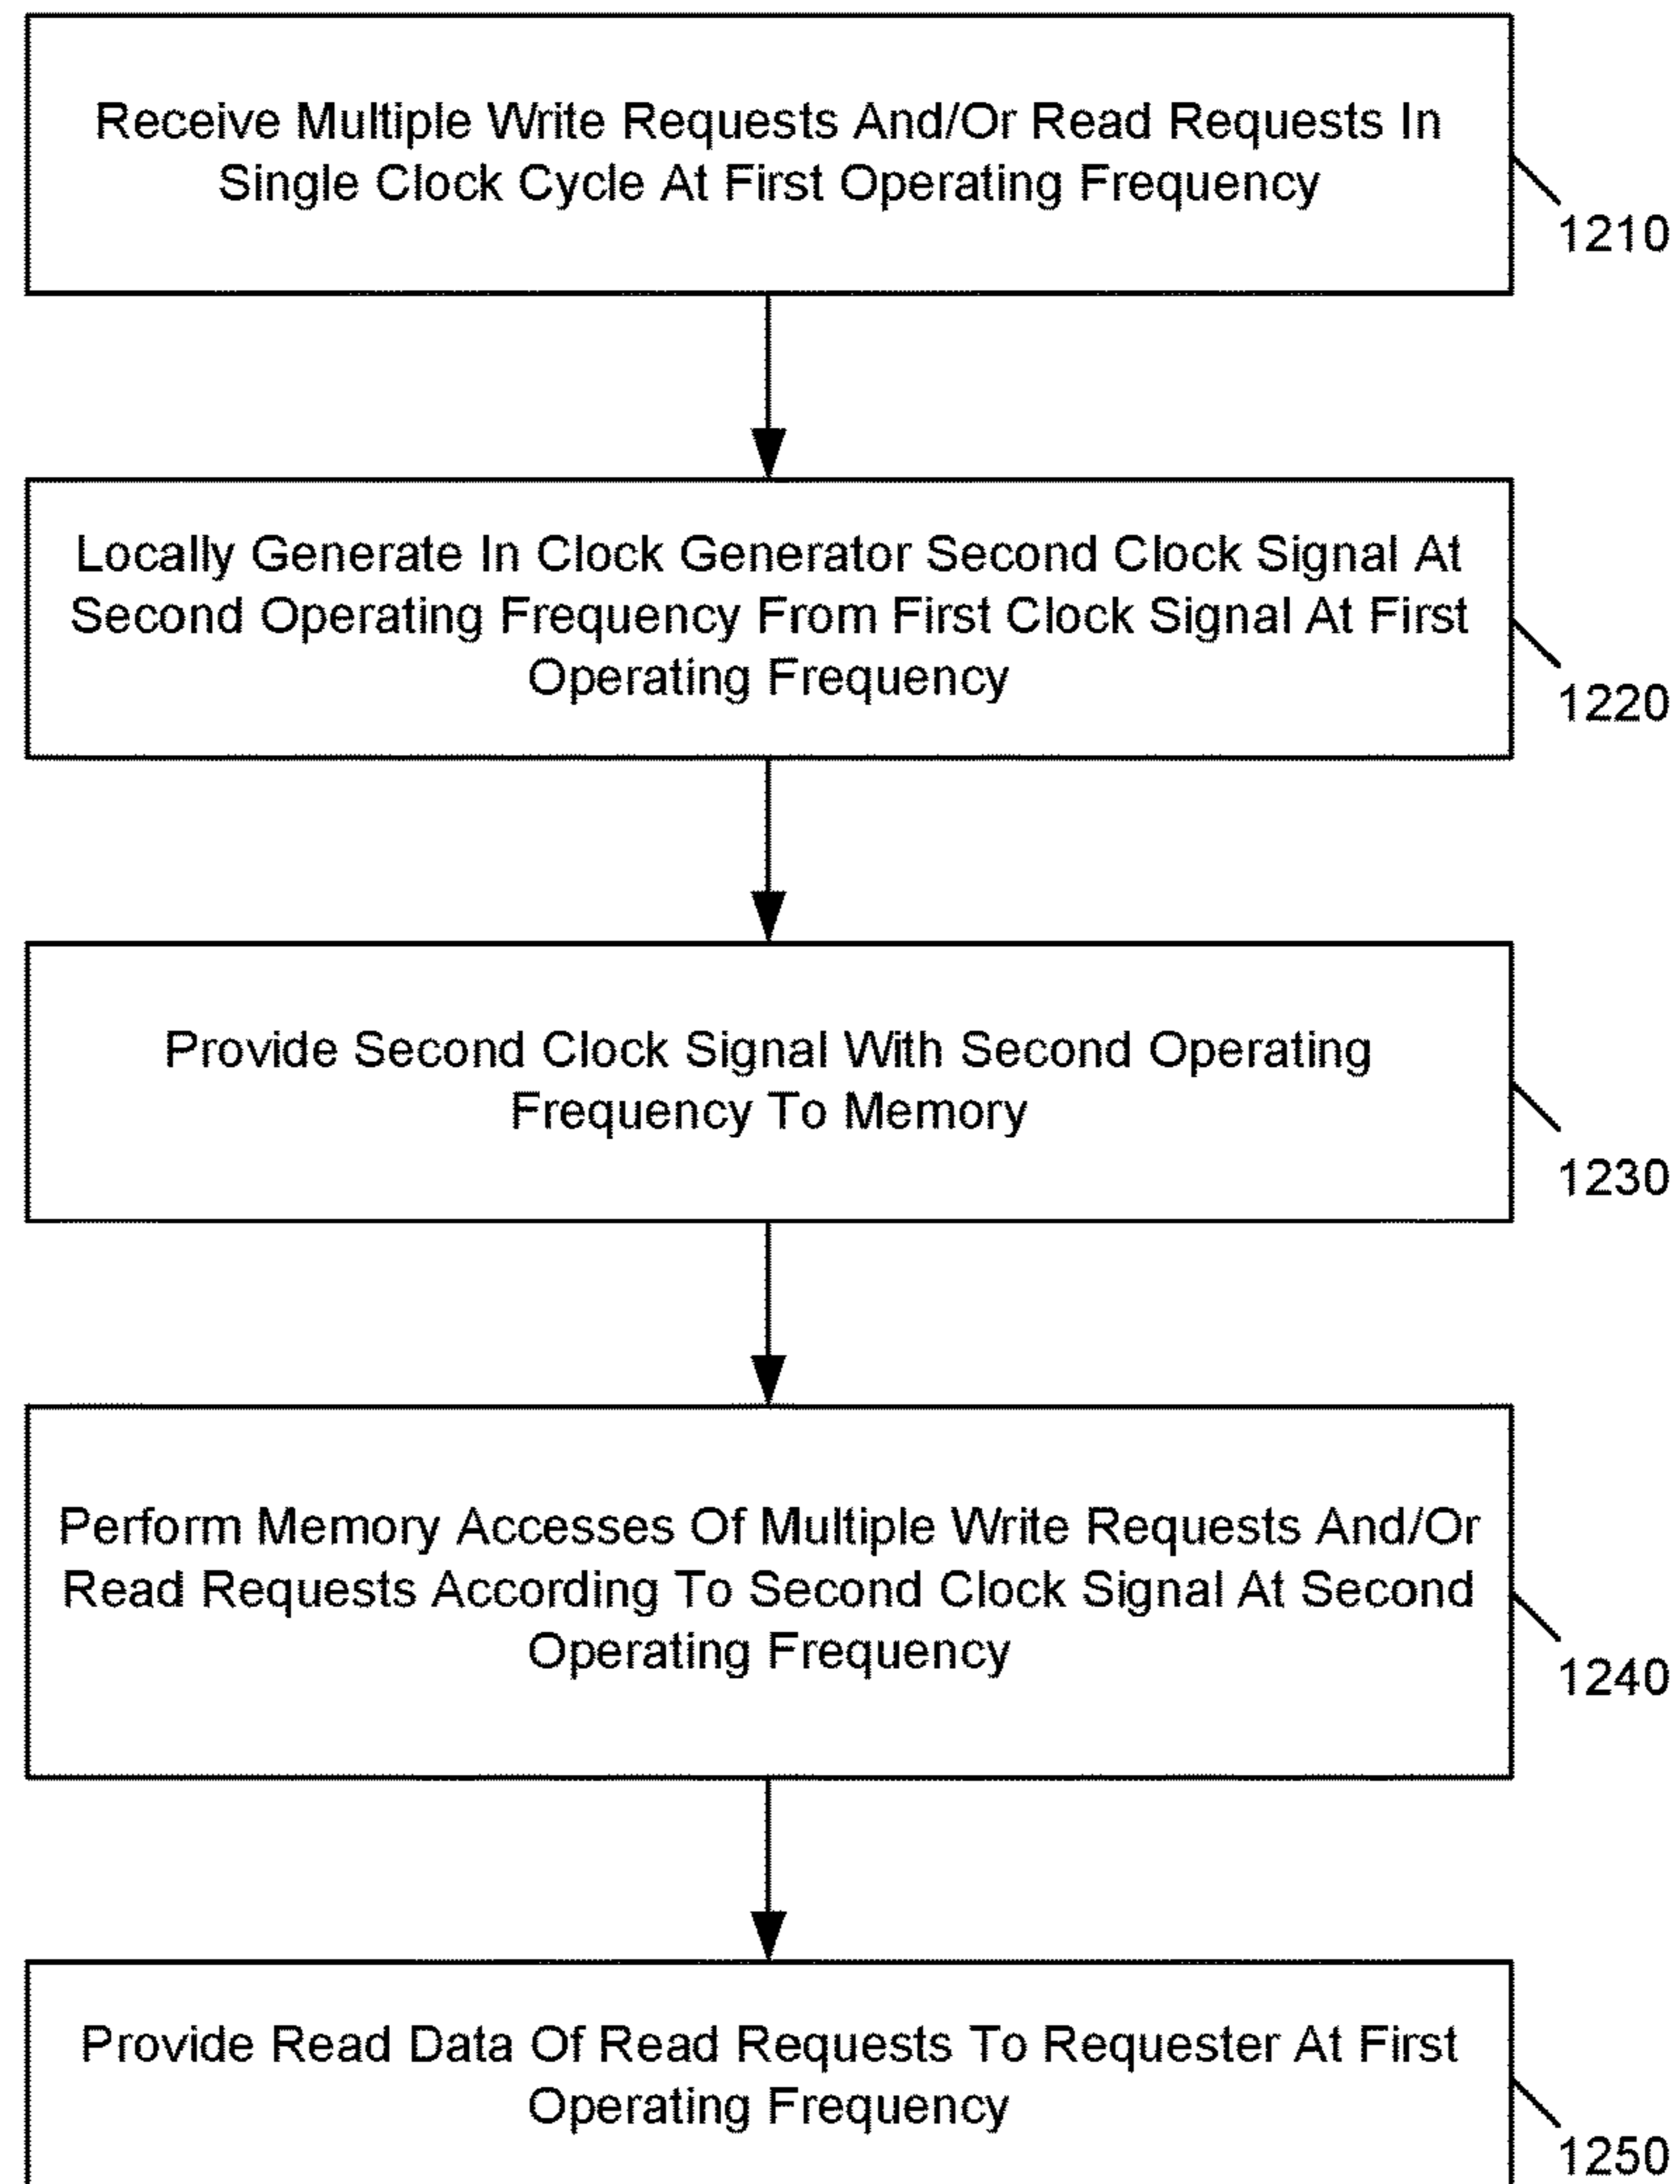 Receive Multiple Write Requests And/Or Read Requests In
Single Clock Cycle At First Operating Frequency
1210
Locally Generate In Clock Generator Second Clock Signal At
Second Operating Frequency From First Clock Signal At First
Operating Frequency
1220
Provide Second Clock Signal With Second Operating
Frequency To Memory
1230
Perform Memory Accesses Of Multiple Write Requests And/Or
Read Requests According To Second Clock Signal At Second
Operating Frequency
1240
Provide Read Data Of Read Requests To Requester At First
Operating Frequency
1250